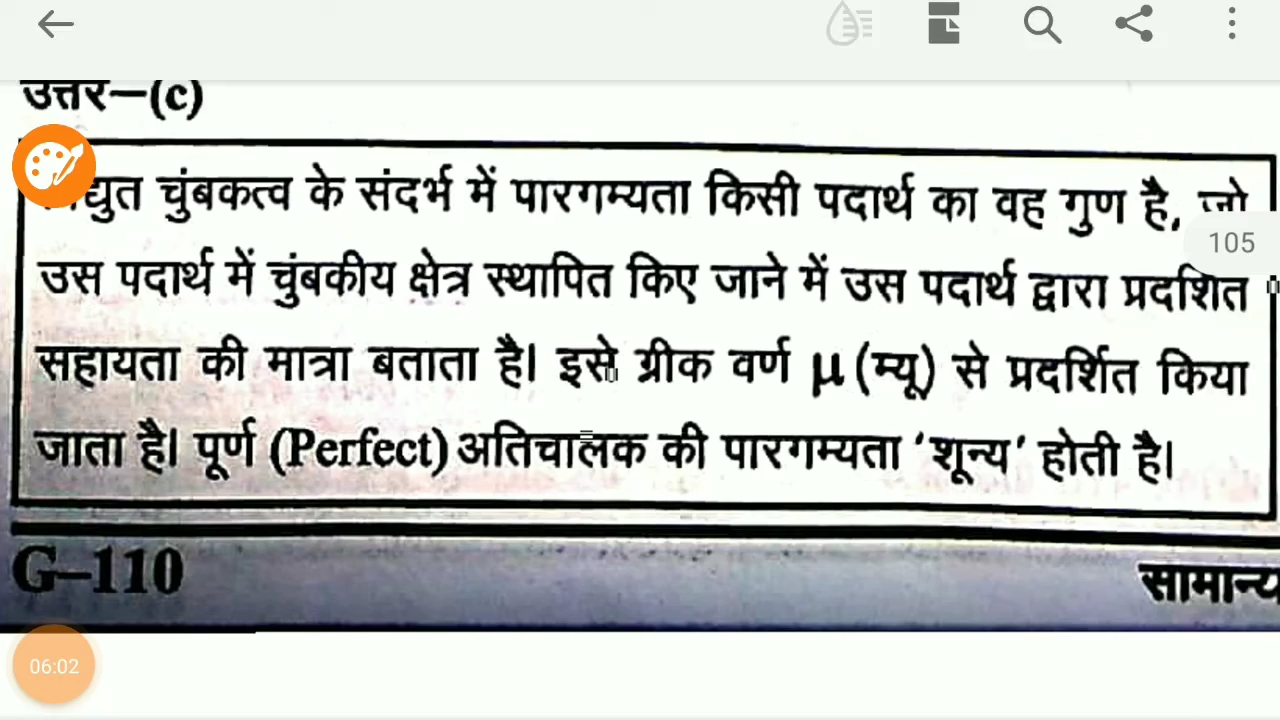 उत्तर–(c)
चुंबकत्व के संदर्भ में पारगम्यता किसी पदार्थ का वह गुण है, जो
105
उस पदार्थ में चुंबकीय क्षेत्र स्थापित किए जाने में उस पदार्थ द्वारा प्रदर्शित
सहायता की मात्रा बताता है। इसे ग्रीक वर्ण μ (म्यू) से प्रदर्शित किया
जाता है। पूर्ण (Perfect) अतिचालक की पारगम्यता ‘शून्य’ होती है।
G–110
सामान्य
06:02